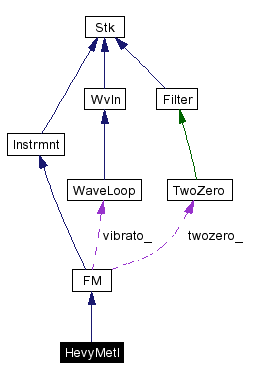 Stk
WvIn
Filter
Instrmnt
WaveLoop
TwoZero
vibrato_
twozero_
FM
HevyMetl